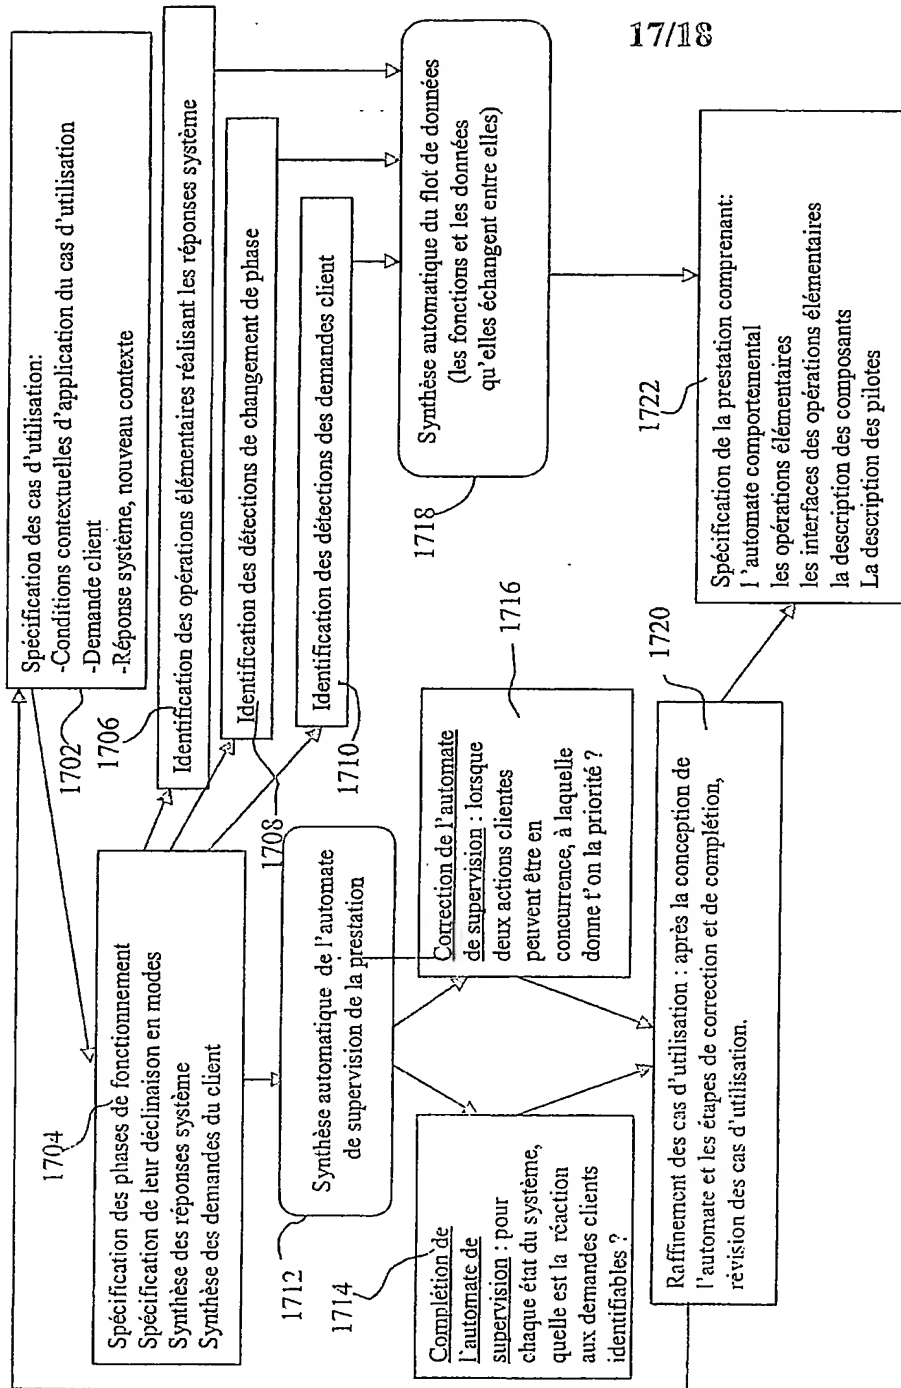 17/18
Spécification des cas d'utilisation:
-Conditions contextuelles d'application du cas d'utilisation
-Demande client
-Réponse système, nouveau contexte
1702
1704
Spécification des phases de fonctionnement
Spécification de leur déclinaison en modes
Synthèse des réponses système
Synthèse des demandes du client
1706
Identification des opérations élémentaires réalisant les réponses système
Identification des détections de changement de phase
1708
Identification des détections des demandes client
1710
1712
Synthèse automatique de l'automate
de supervision de la prestation
1714
Complétion de
l'automate de
supervision : pour
chaque état du système,
quelle est la réaction
aux demandes clients
identifiables ?
Correction de l'automate
de supervision : lorsque
deux actions clientes
peuvent être en
concurrence, à laquelle
donne t'on la priorité ?
1716
1718
Synthèse automatique du flot de données
(les fonctions et les données
qu'elles échangent entre elles)
Raffinement des cas d'utilisation : après la conception de
l'automate et les étapes de correction et de complétion,
révision des cas d'utilisation.
1720
1722
Spécification de la prestation comprenant:
l'automate comportemental
les opérations élémentaires
les interfaces des opérations élémentaires
la description des composants
La description des pilotes